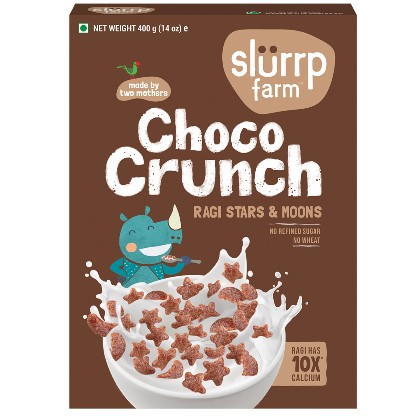 NET WEIGHT 400 g (14 oz) e
slürrp
farm
made by
two mothers
Choco
Crunch
RAGI STARS & MOONS
NO REFINED SUGAR
NO WHEAT
RAGI HAS
10X*
CALCIUM